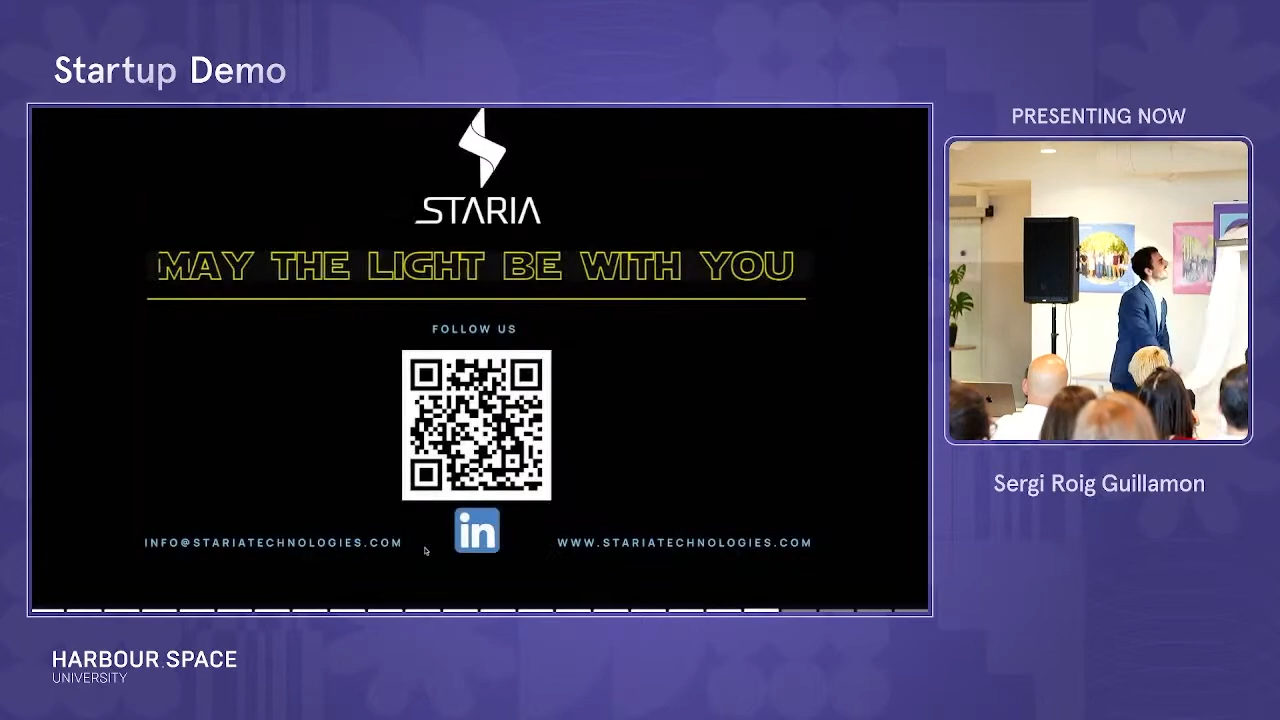 Startup Demo
PRESENTING NOW
STARIA
MAY THE LIGHT BE WITH YOU
FOLLOW US
in
INFO@STARIATECHNOLOGIES.COM
WWW.STARIATECHNOLOGIES.COM
Sergi Roig Guillamon
HARBOUR.SPACE
UNIVERSITY